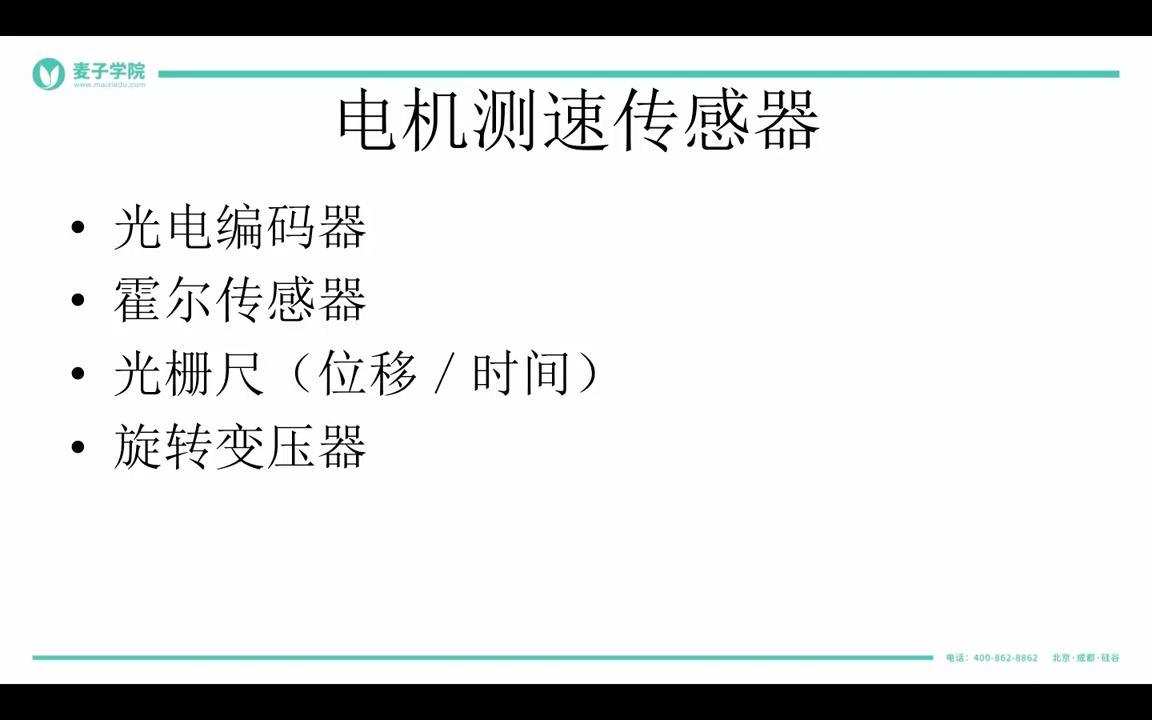 麦子学院
www.maiziedu.com
电机测速传感器
• 光电编码器
• 霍尔传感器
• 光栅尺（位移／时间）
• 旋转变压器
电话：400-862-8862 北京·成都·硅谷